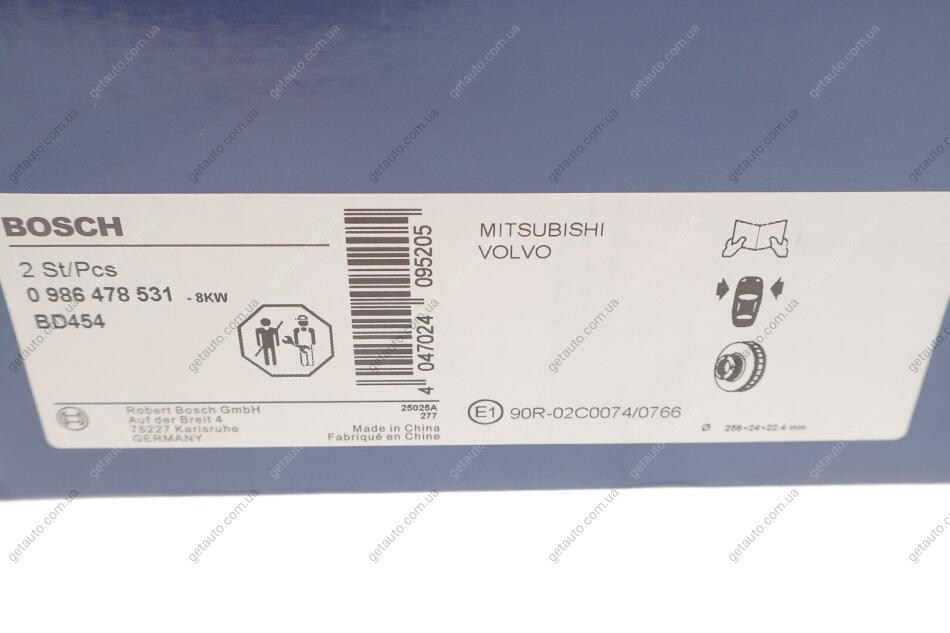 BOSCH
2 St/Pcs
0 986 478 531 - 8KW
BD454
Robert Bosch GmbH
Auf der Breit 4
76227 Karlsruhe
GERMANY
25025A
277
Made in China
Fabriqué en Chine
4 047024 095205
MITSUBISHI
VOLVO
E1 90R-02C0074/0766
Ø 256×24×22.4 mm
getauto.com.ua